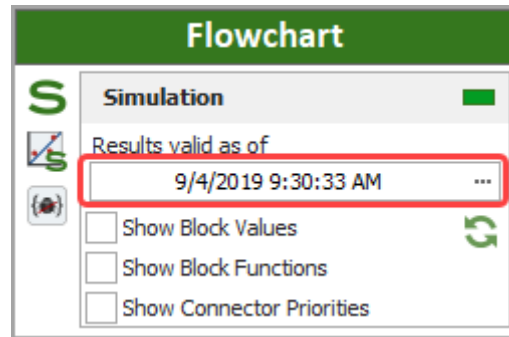 Flowchart
S
Simulation
Results valid as of
S
9/4/2019 9:30:33 AM ...
Show Block Values
Show Block Functions
Show Connector Priorities